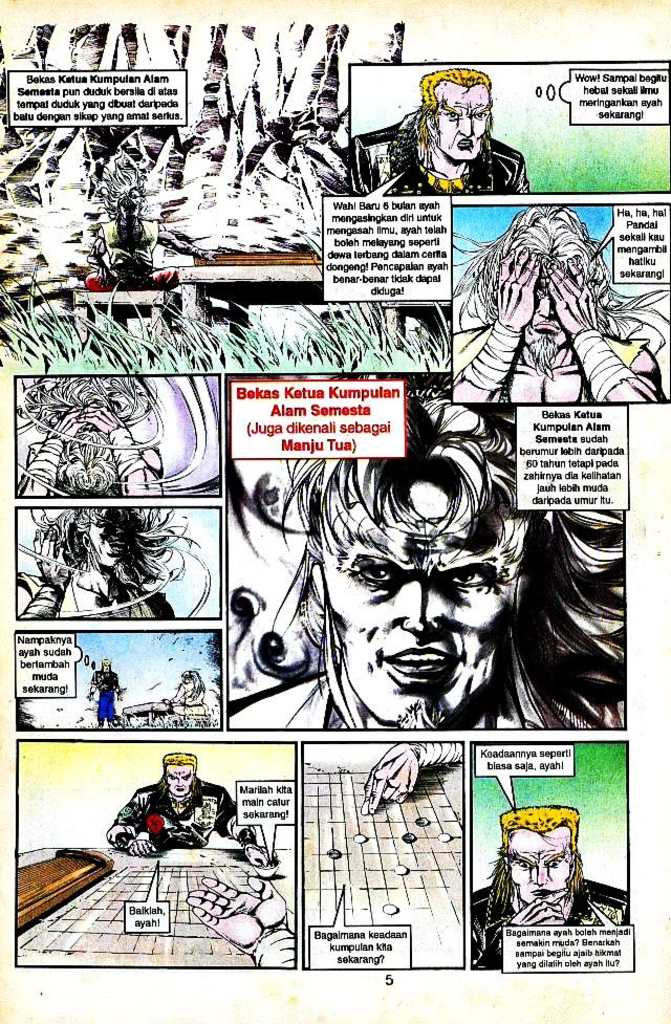 Bekas Ketua Kumpulan Alam
Semesta pun duduk bersila di atas
tempat duduk yang dibuat daripada
batu dengan sikap yang amat serius.
Wow! Sampai begitu
hebat sekali ilmu
meringankan ayah
sekarang!
Wah! Baru 6 bulan ayah
mengasingkan diri untuk
mengasah ilmu, ayah telah
boleh melayang seperti
dewa terbang dalam cerita
dongeng! Pencapaian ayah
benar-benar tidak dapat
diduga!
Ha, ha, ha!
Pandai
sekali kau
mengambil
hatiku
sekarang!
Bekas Ketua Kumpulan
Alam Semesta
(Juga dikenali sebagai
Manju Tua)
Bekas Ketua
Kumpulan Alam
Semesta sudah
berumur lebih daripada
60 tahun tetapi pada
zahirnya dia kelihatan
jauh lebih muda
daripada umur itu.
Nampaknya
ayah sudah
bertambah
muda
sekarang!
Marilah kita
main catur
sekarang!
Baiklah,
ayah!
Bagaimana keadaan
kumpulan kita
sekarang?
Keadaannya seperti
biasa saja, ayah!
Bagaimana ayah boleh menjadi
semakin muda? Benarkah
sampai begitu ajaib hikmat
yang dilatih oleh ayah itu?
5